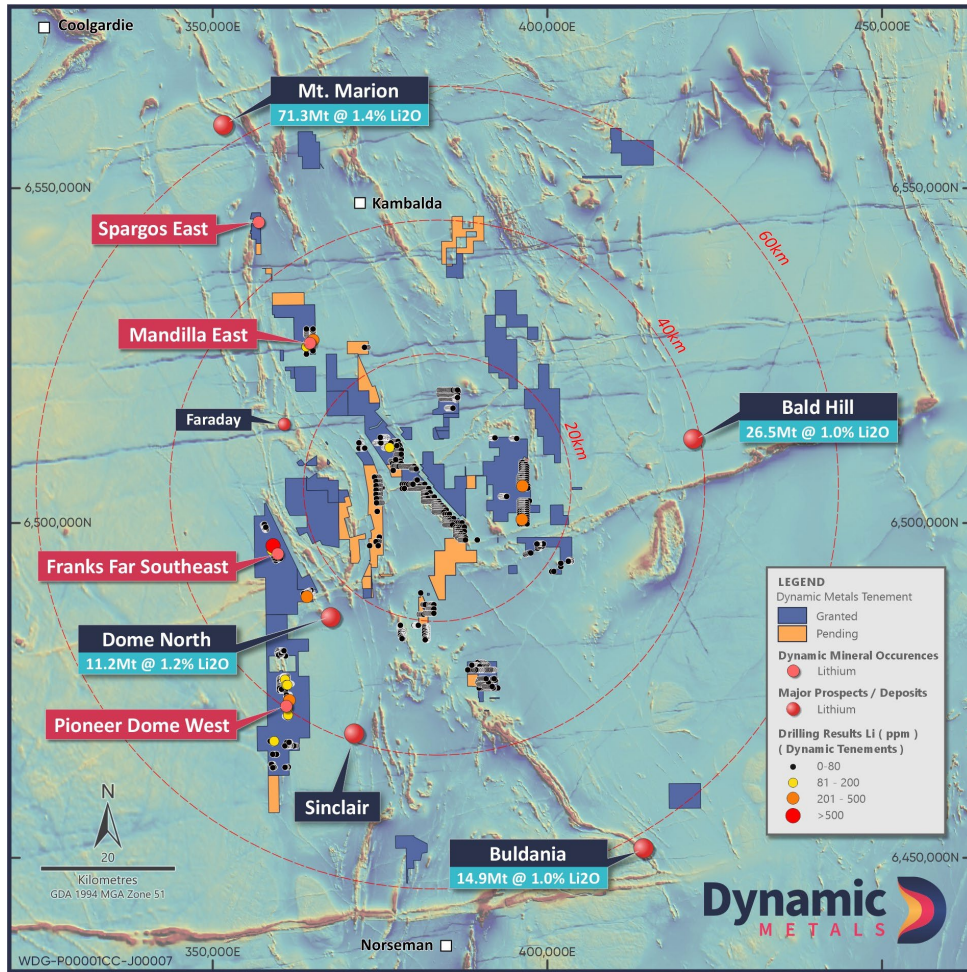 350,000E
400,000E
450,000E
Coolgardie
Mt. Marion
71.3Mt @ 1.4% Li2O
6,550,000N
6,550,000N
Kambalda
Spargos East
60km
40km
Mandilla East
Faraday
20km
Bald Hill
26.5Mt @ 1.0% Li2O
6,500,000N
6,500,000N
Franks Far Southeast
Dome North
11.2Mt @ 1.2% Li2O
Pioneer Dome West
Sinclair
LEGEND
Dynamic Metals Tenement
Granted
Pending
Dynamic Mineral Occurences
Lithium
Major Prospects / Deposits
Lithium
Drilling Results Li ( ppm )
( Dynamic Tenements )
0-80
81 - 200
201 - 500
>500
N
20
Kilometres
GDA 1994 MGA Zone 51
Buldania
14.9Mt @ 1.0% Li2O
6,450,000N
Dynamic
METALS
Norseman
350,000E
400,000E
WDG-P00001CC-J00007